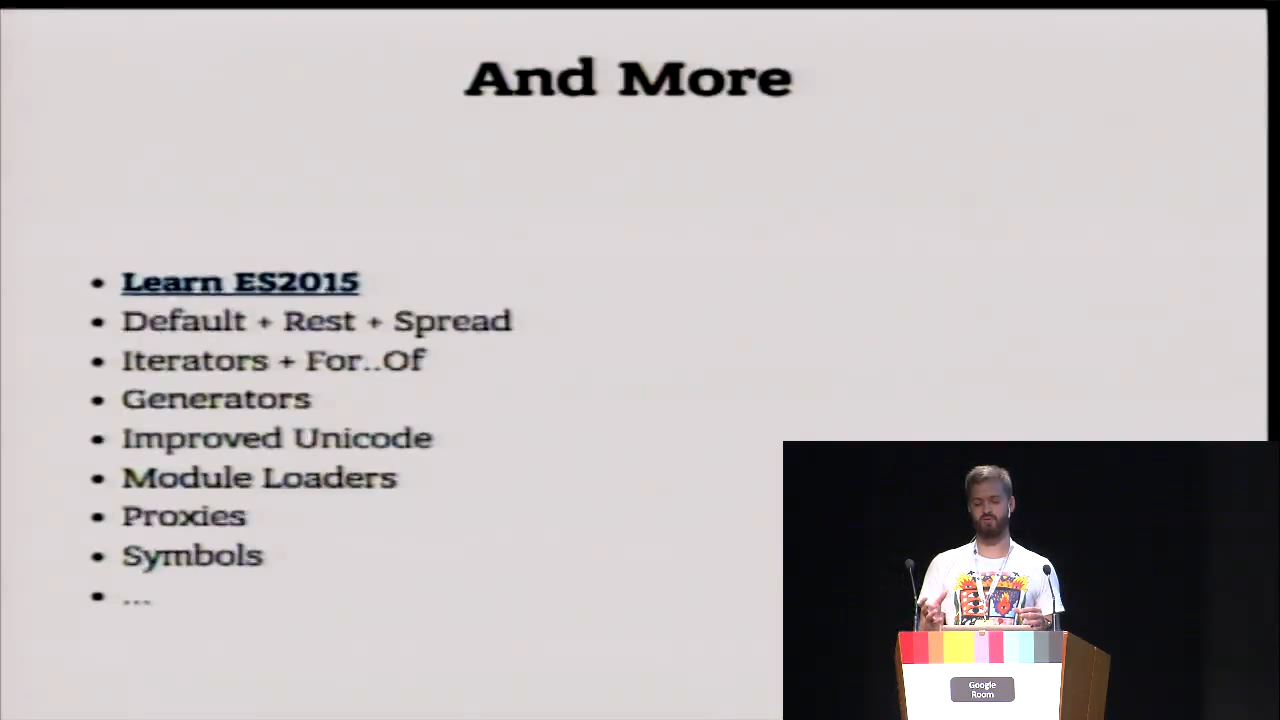 And More
Learn ES2015
Default + Rest + Spread
Iterators + For..Of
Generators
Improved Unicode
Module Loaders
Proxies
Symbols
...
Google
Room